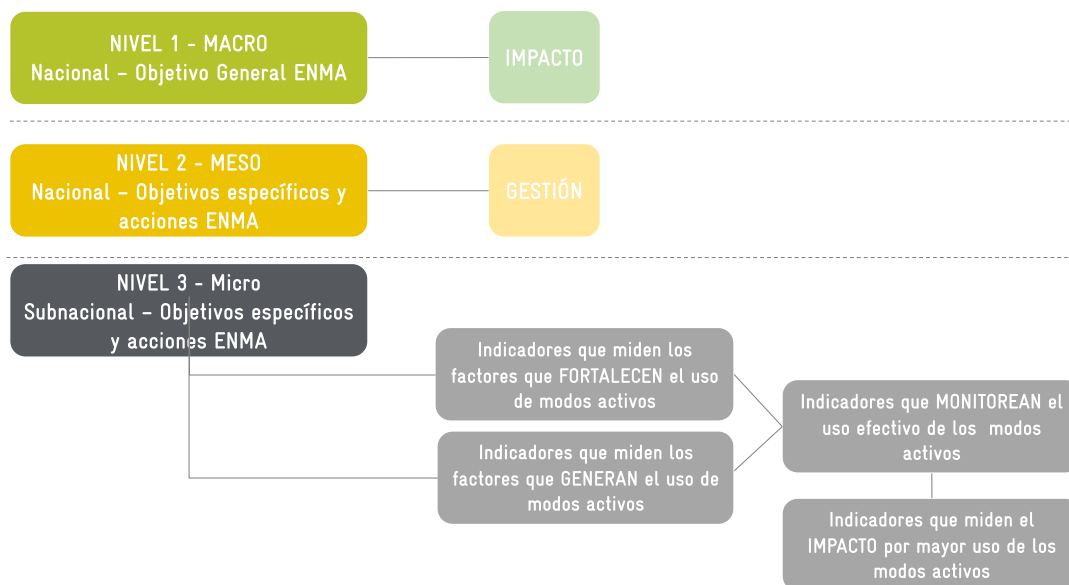 NIVEL 1 - MACRO
Nacional – Objetivo General ENMA
IMPACTO
NIVEL 2 - MESO
Nacional – Objetivos específicos y
acciones ENMA
GESTIÓN
NIVEL 3 - Micro
Subnacional – Objetivos específicos
y acciones ENMA
Indicadores que miden los
factores que FORTALECEN el uso
de modos activos
Indicadores que miden los
factores que GENERAN el uso de
modos activos
Indicadores que MONITOREAN el
uso efectivo de los modos
activos
Indicadores que miden el
IMPACTO por mayor uso de los
modos activos